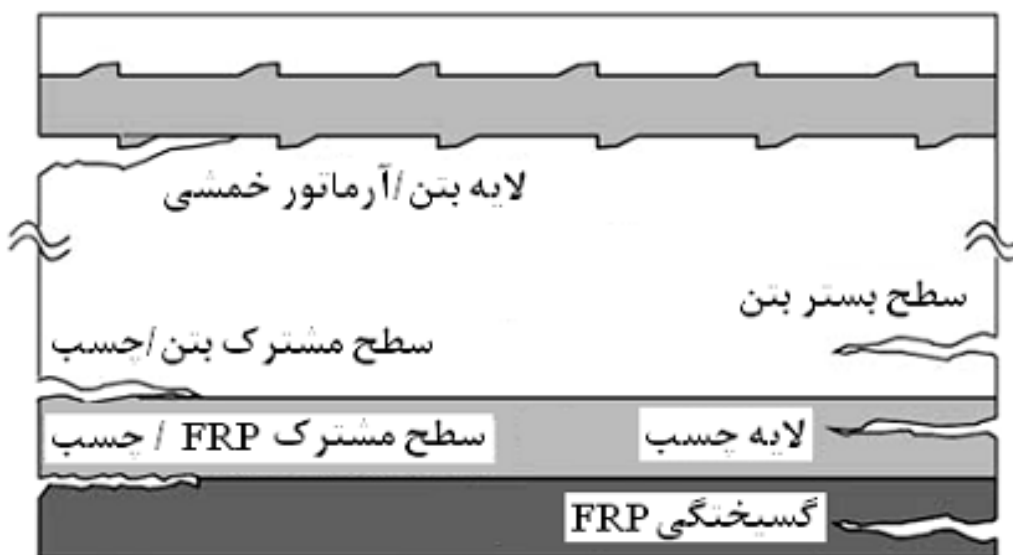 لایه بتن/آرماتور خمشی
سطح بستر بتن
سطح مشترک بتن/چسب
سطح مشترک FRP / چسب
لایه چسب
گسیختگی FRP